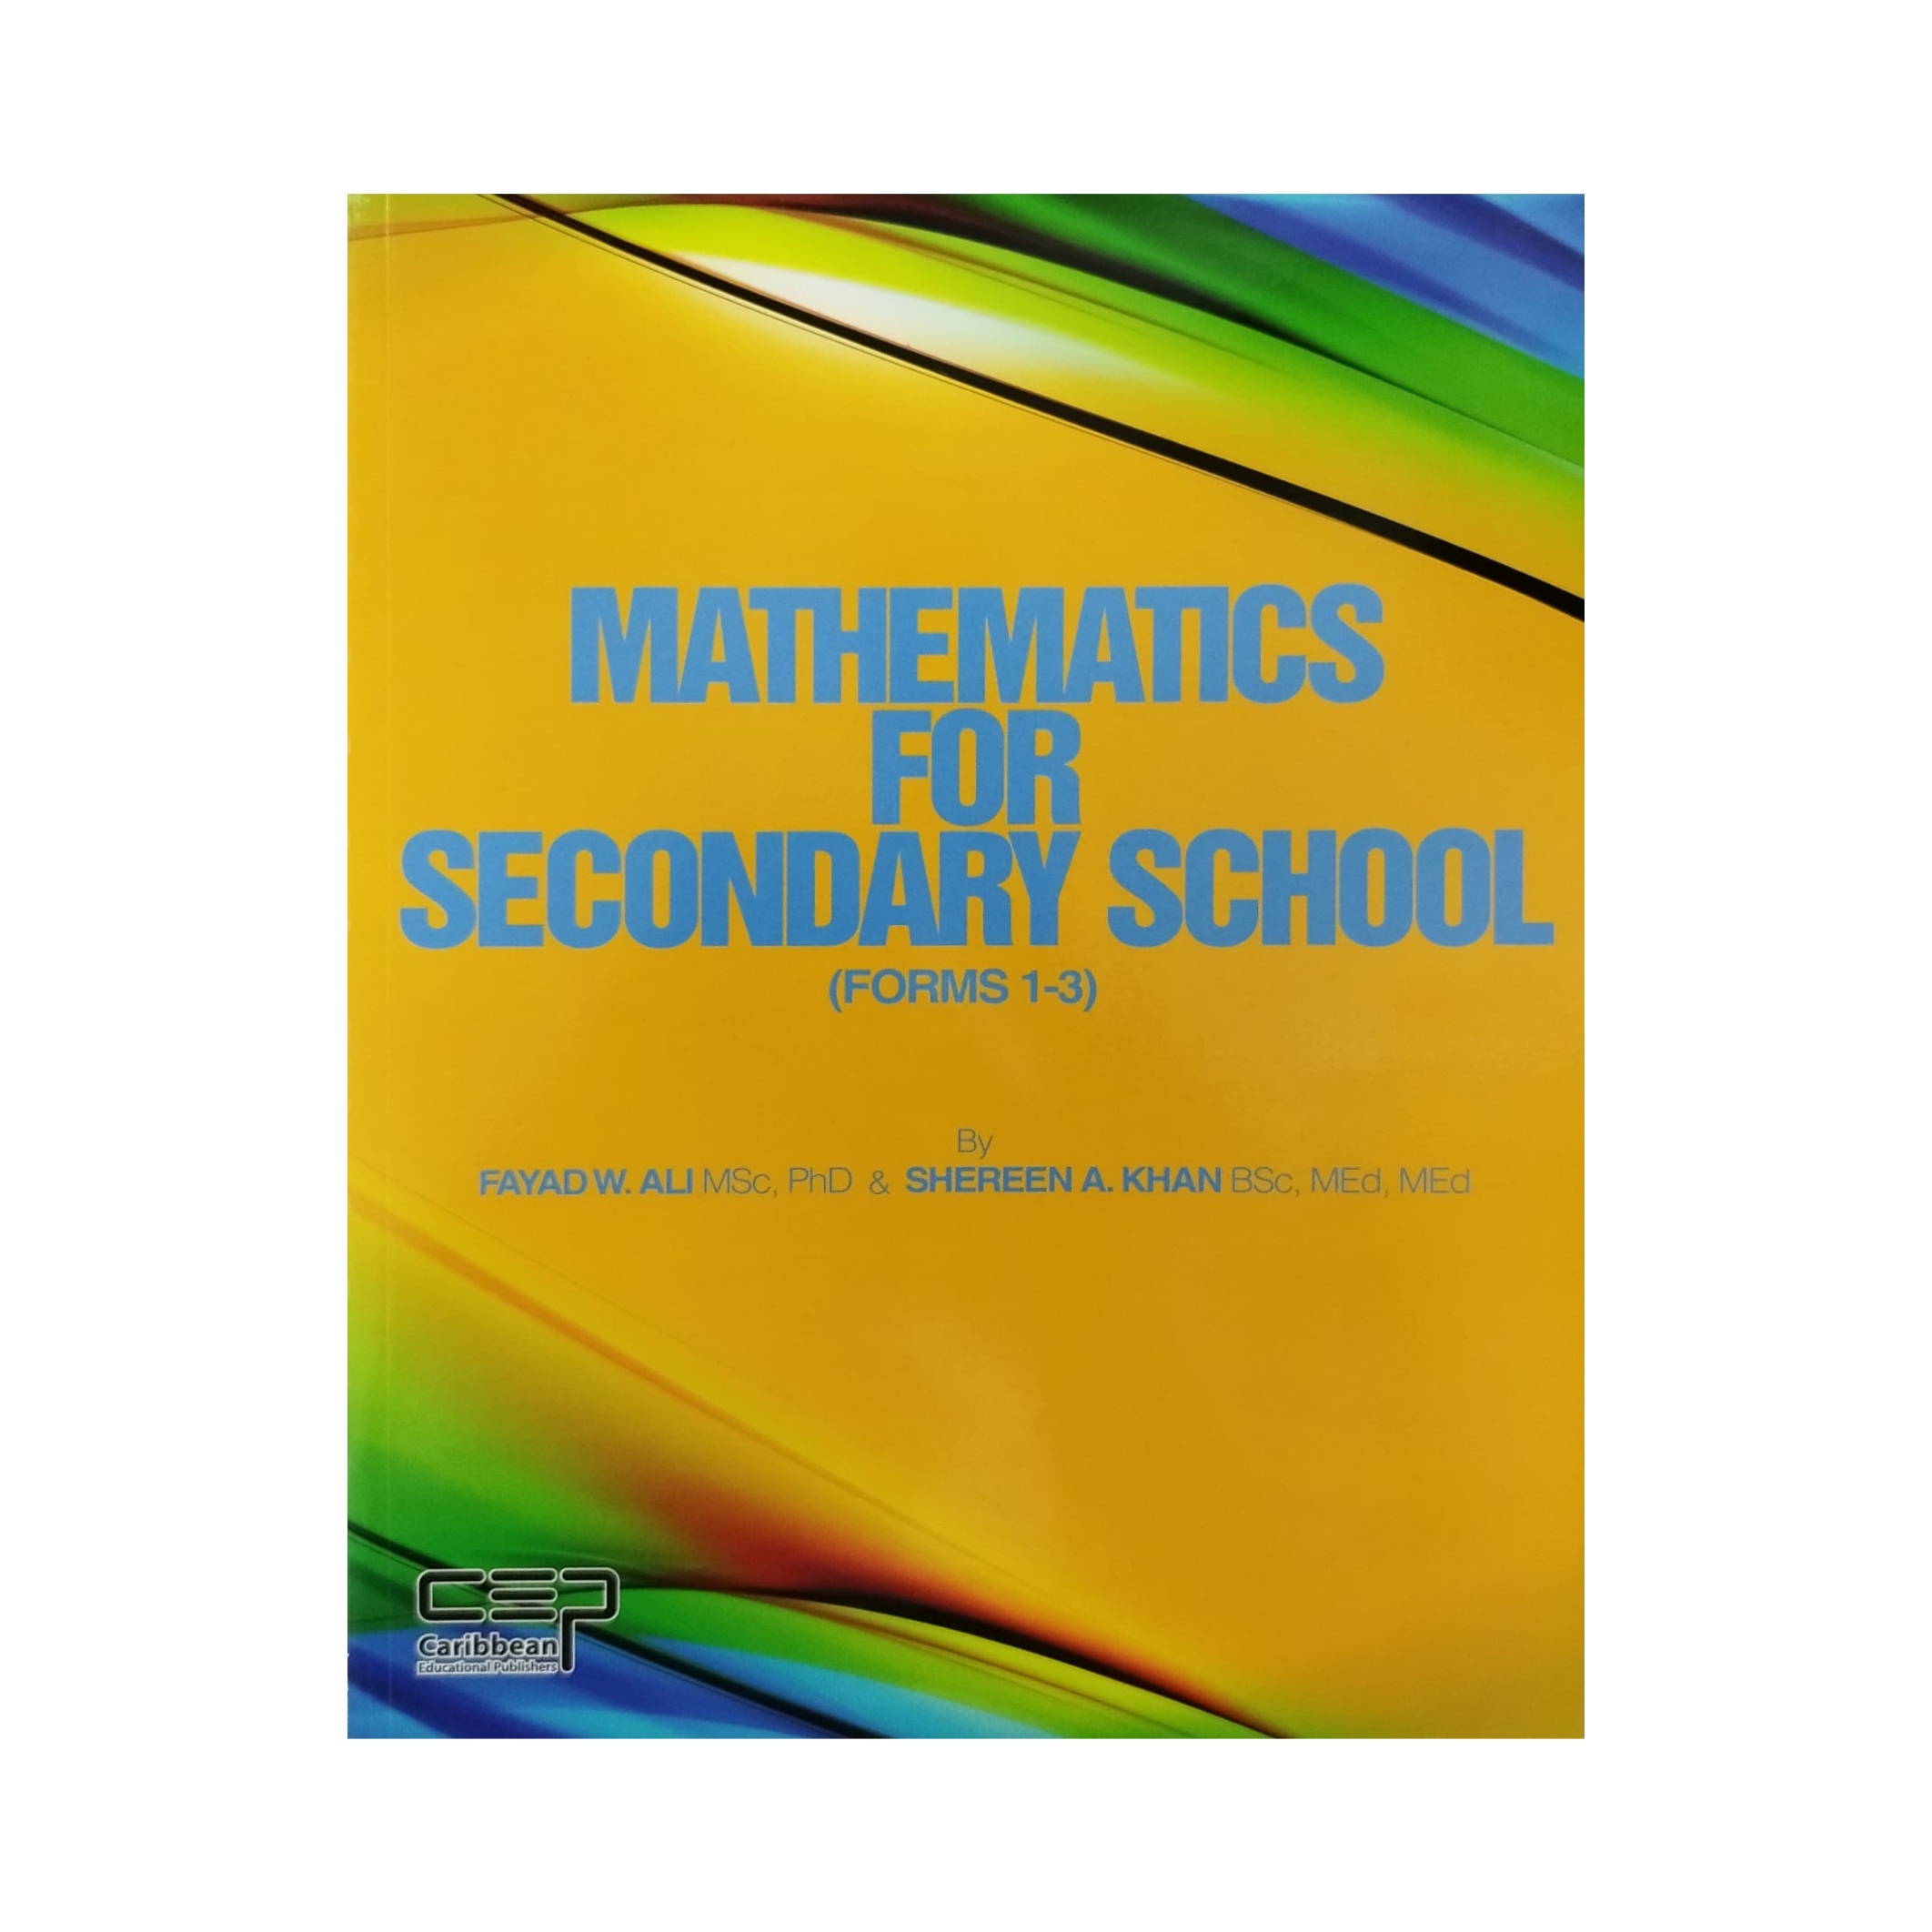 MATHEMATICS
FOR
SECONDARY SCHOOL
(FORMS 1-3)
By
FAYAD W. ALI MSc, PhD & SHEREEN A. KHAN BSc, MEd, MEd
CEP
Caribbean
Educational Publishers